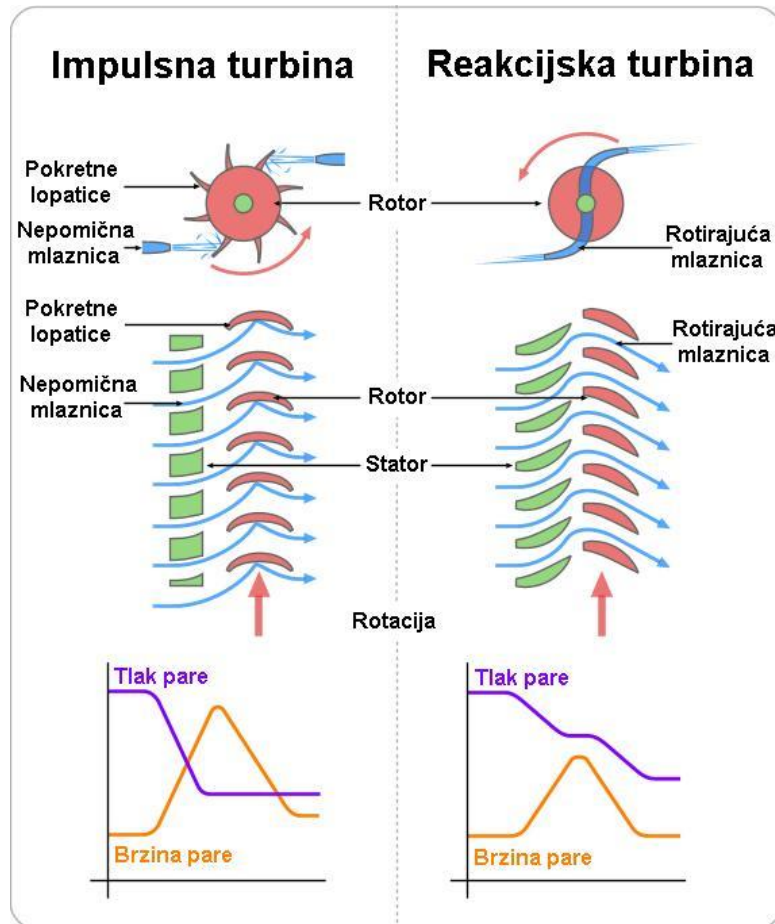 Impulsna turbina
Reakcijska turbina
Pokretne
lopatice
Nepomična
mlaznica
Rotor
Rotirajuća
mlaznica
Pokretne
lopatice
Nepomična
mlaznica
Rotirajuća
mlaznica
Rotor
Stator
Rotacija
Tlak pare
Brzina pare
Tlak pare
Brzina pare